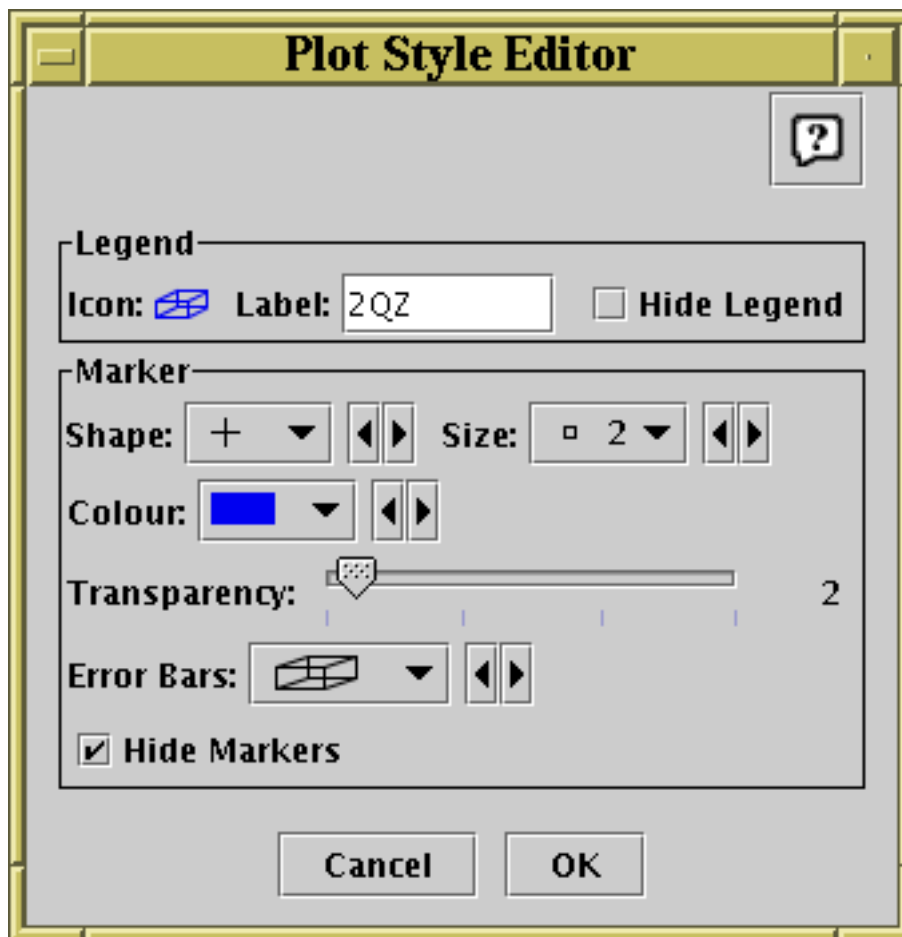 Plot Style Editor
?
Legend
Icon: Label: 2QZ Hide Legend
Marker
Shape: Size: 2
Colour:
Transparency: 2
Error Bars:
Hide Markers
Cancel OK